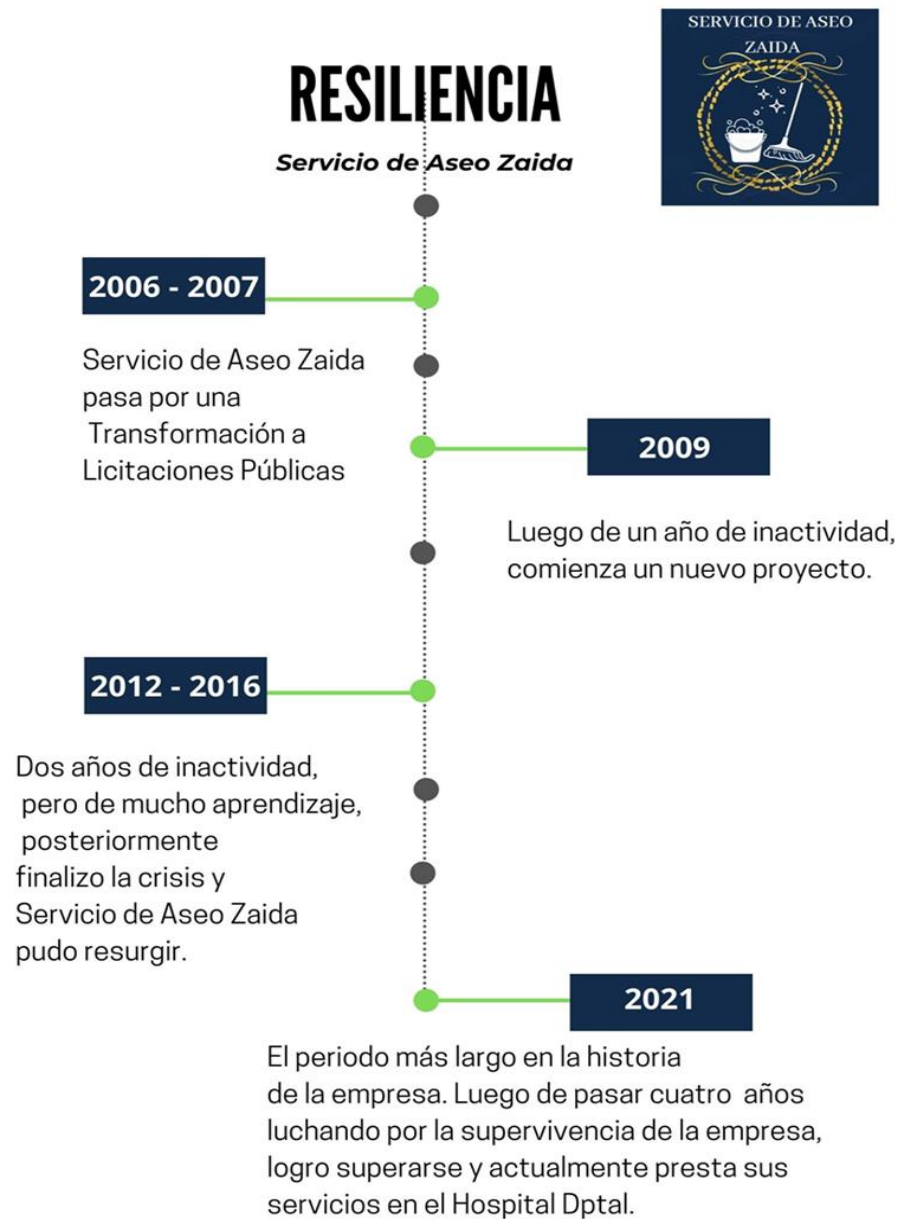 SERVICIO DE ASEO
ZAIDA
RESILIENCIA
Servicio de Aseo Zaida
2006 - 2007
Servicio de Aseo Zaida
pasa por una
Transformación a
Licitaciones Públicas
2009
Luego de un año de inactividad,
comienza un nuevo proyecto.
2012 - 2016
Dos años de inactividad,
pero de mucho aprendizaje,
posteriormente
finalizo la crisis y
Servicio de Aseo Zaida
pudo resurgir.
2021
El periodo más largo en la historia
de la empresa. Luego de pasar cuatro años
luchando por la supervivencia de la empresa,
logro superarse y actualmente presta sus
servicios en el Hospital Dptal.